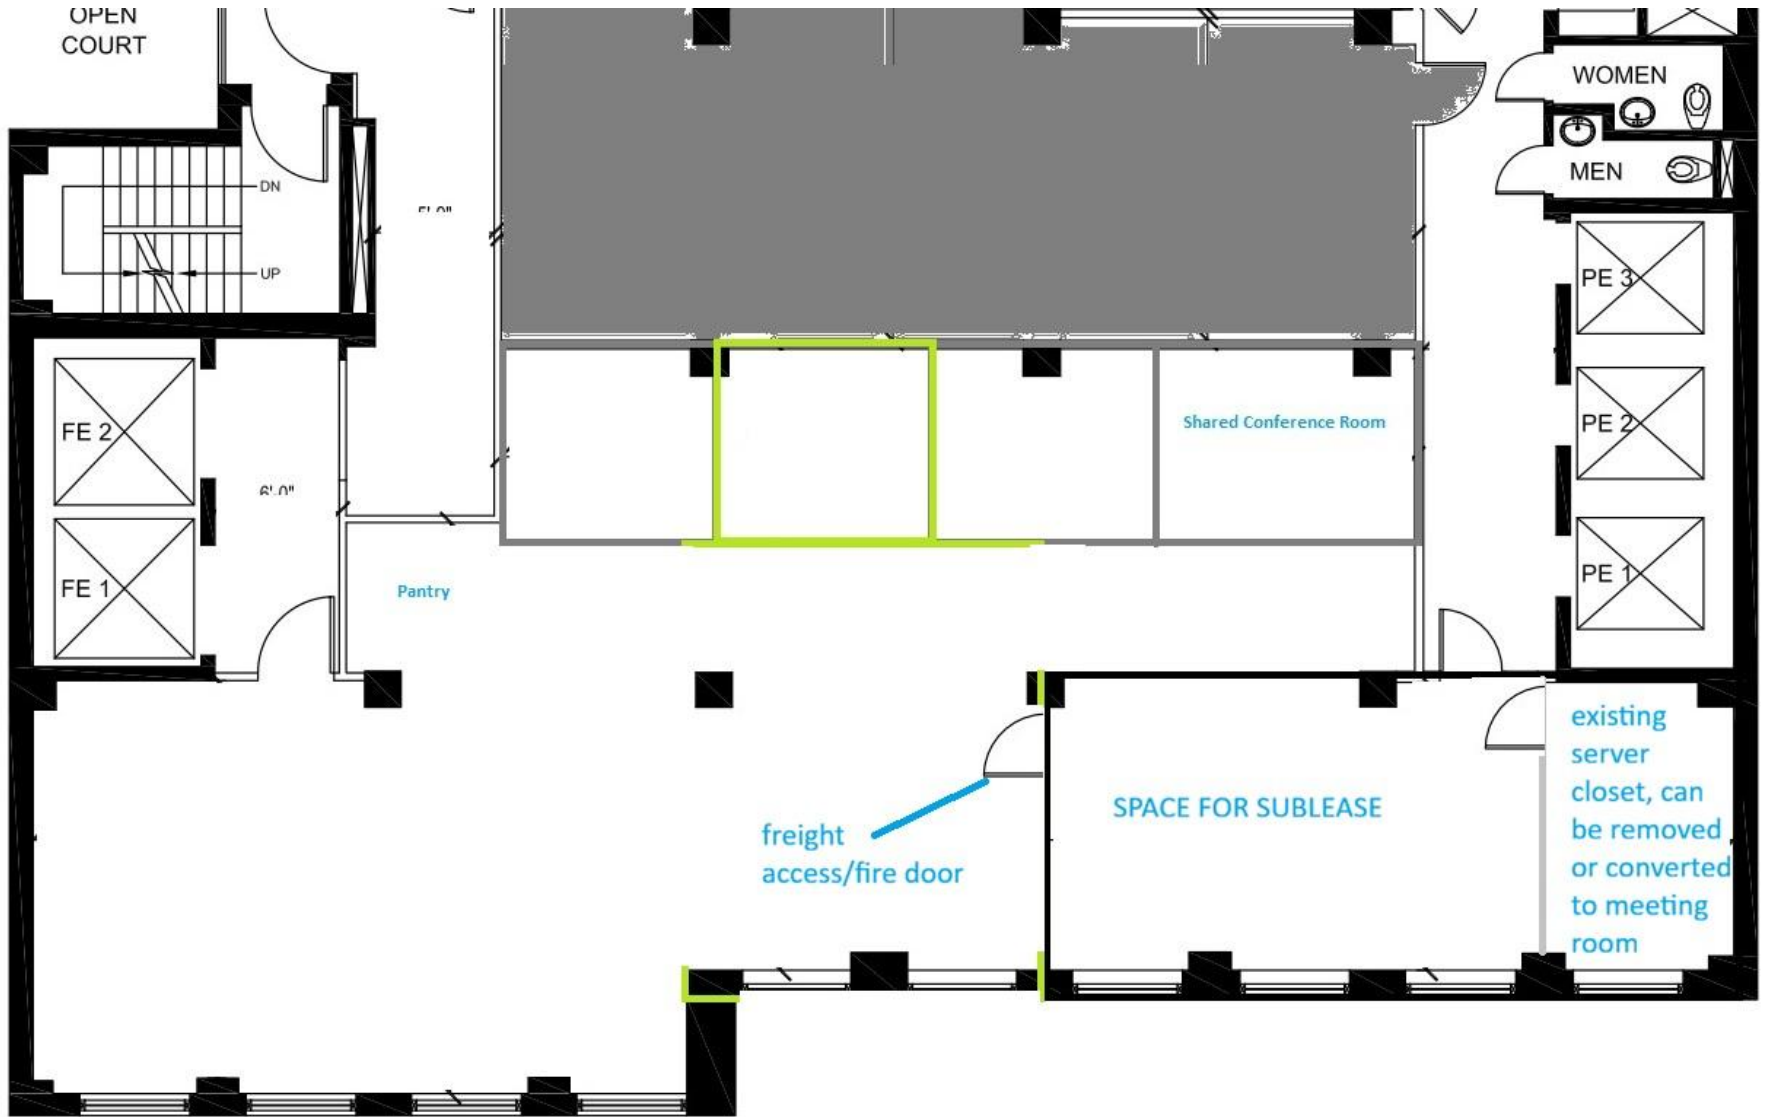 OPEN
COURT
WOMEN
MEN
DN
UP
PE 3
PE 2
PE 1
FE 2
FE 1
6'-0"
Shared Conference Room
Pantry
SPACE FOR SUBLEASE
freight
access/fire door
existing
server
closet, can
be removed
or converted
to meeting
room